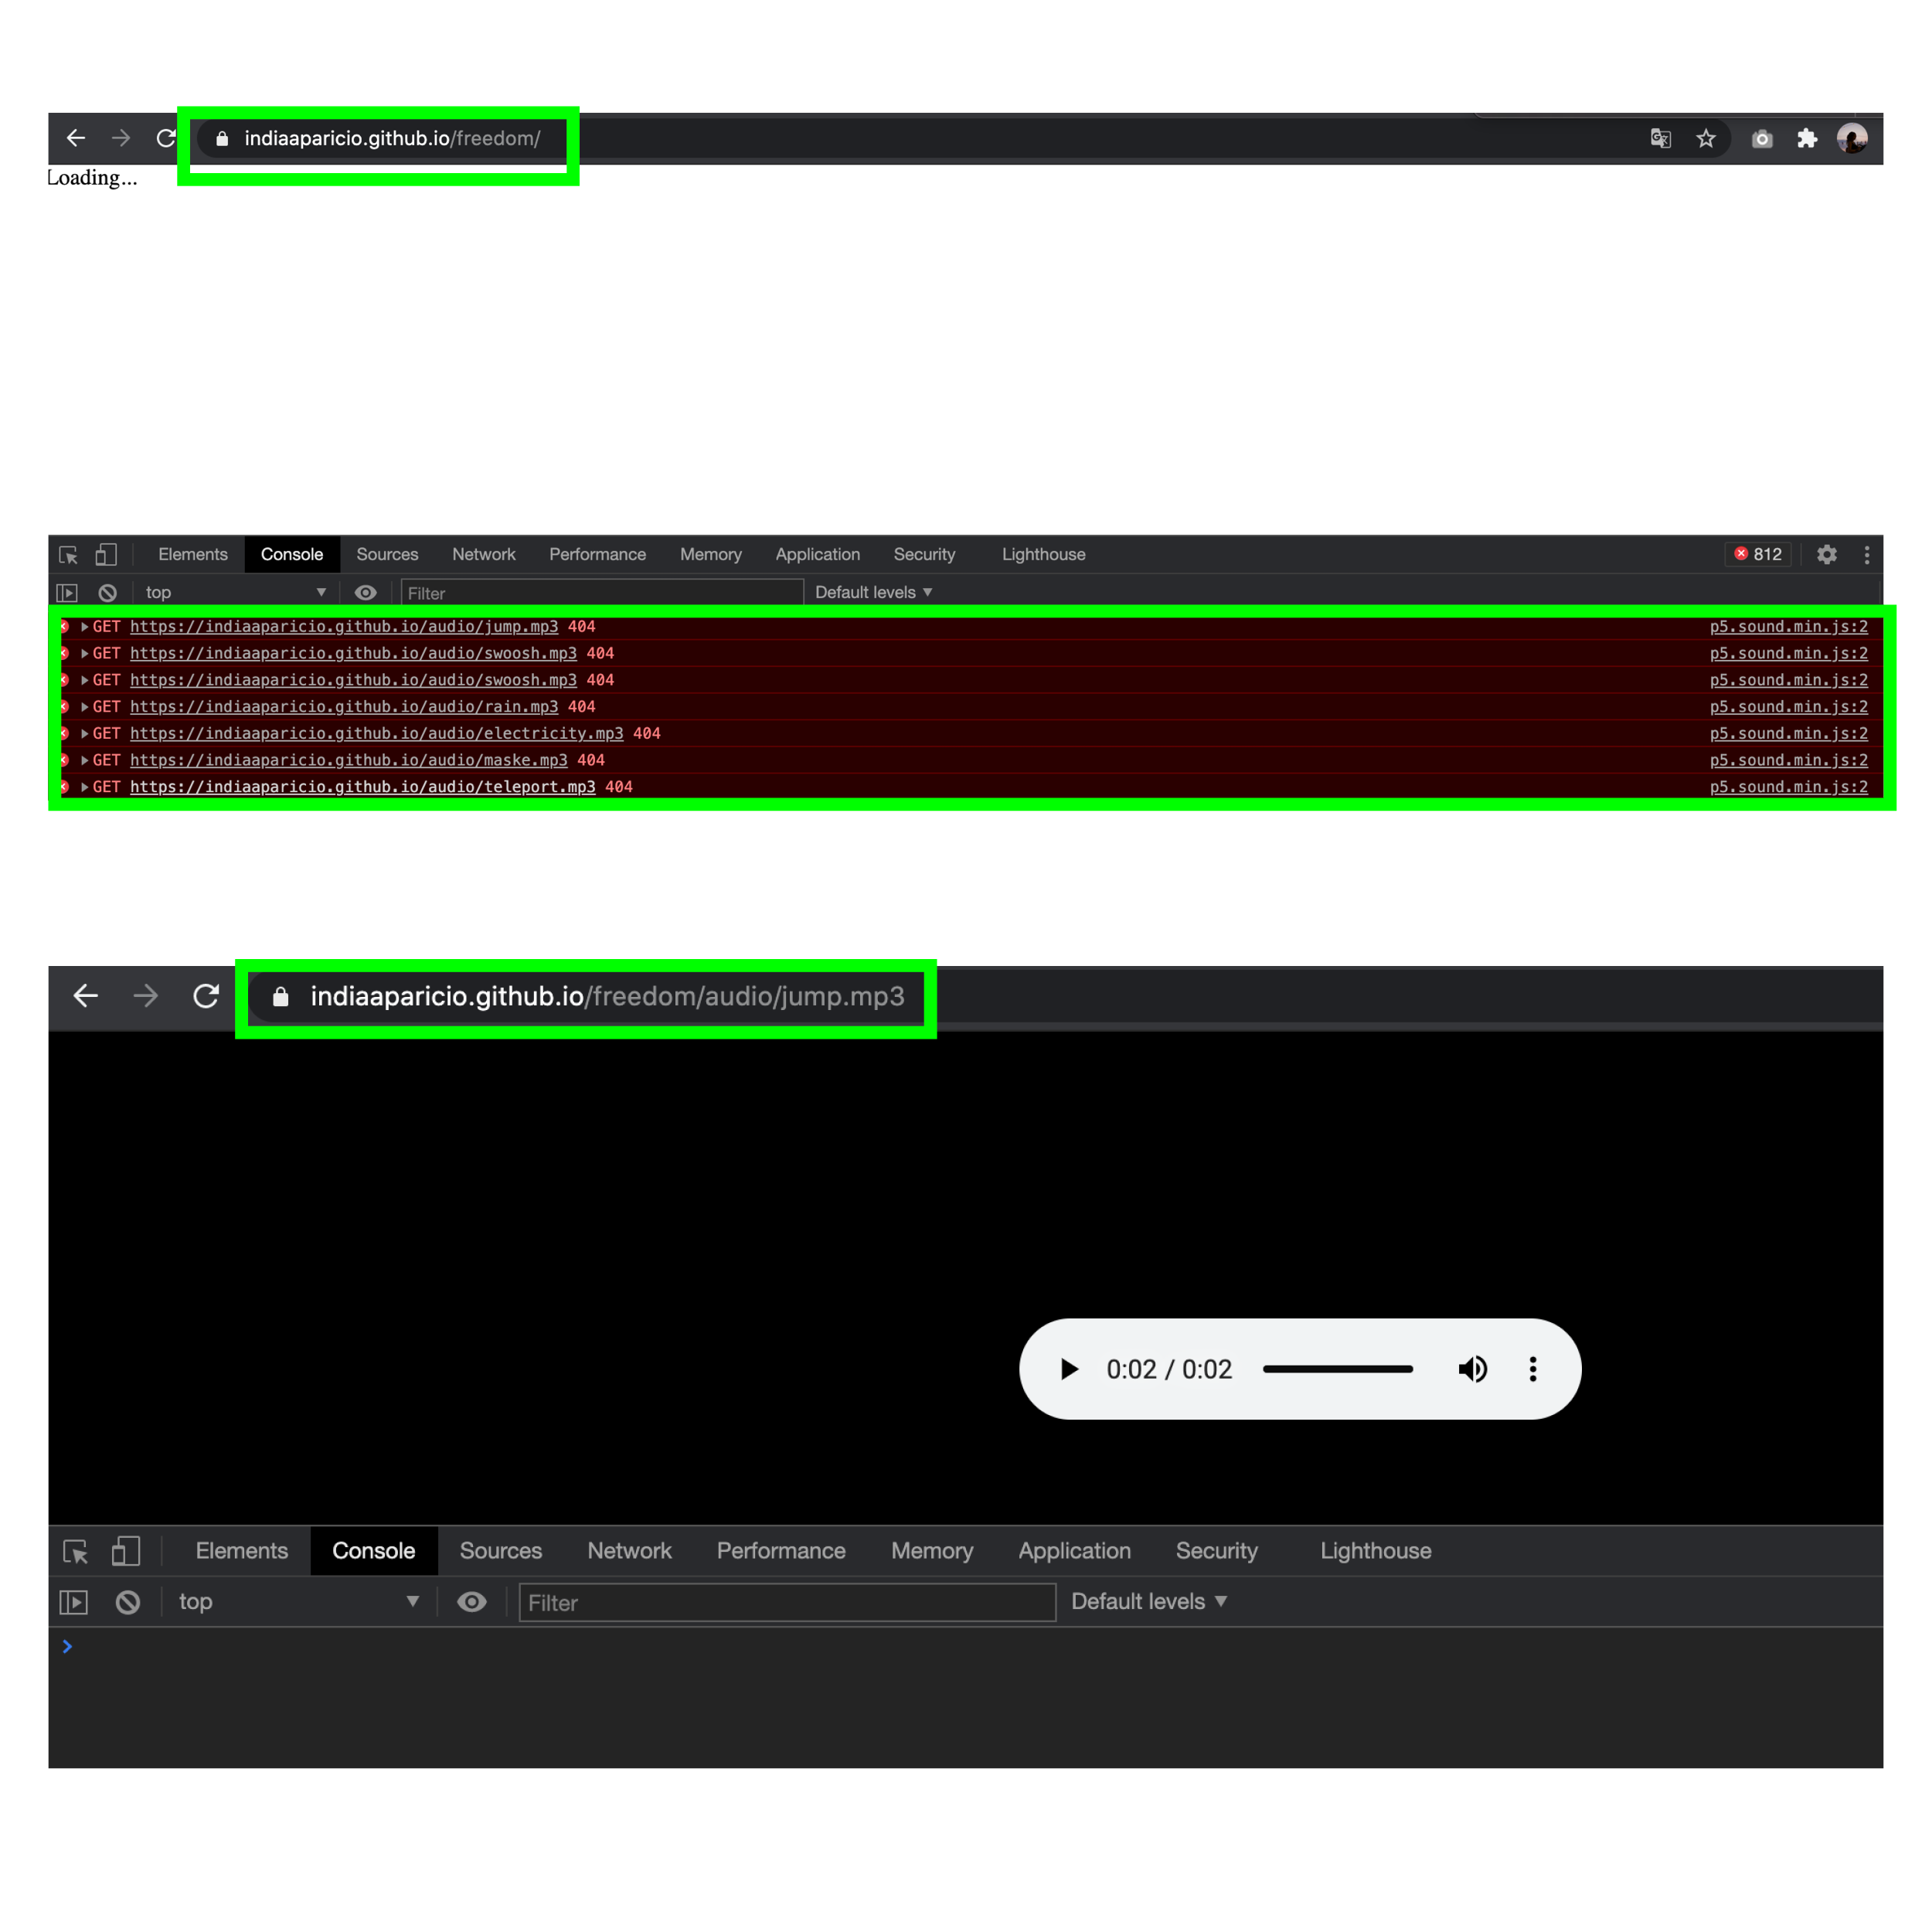 indiaaparicio.github.io/freedom/
Loading...
Elements Console Sources Network Performance Memory Application Security Lighthouse 812
top Filter Default levels
GET https://indiaaparicio.github.io/audio/jump.mp3 404 p5.sound.min.js:2
GET https://indiaaparicio.github.io/audio/swoosh.mp3 404 p5.sound.min.js:2
GET https://indiaaparicio.github.io/audio/swoosh.mp3 404 p5.sound.min.js:2
GET https://indiaaparicio.github.io/audio/rain.mp3 404 p5.sound.min.js:2
GET https://indiaaparicio.github.io/audio/electricity.mp3 404 p5.sound.min.js:2
GET https://indiaaparicio.github.io/audio/maske.mp3 404 p5.sound.min.js:2
GET https://indiaaparicio.github.io/audio/teleport.mp3 404 p5.sound.min.js:2
indiaaparicio.github.io/freedom/audio/jump.mp3
0:02 / 0:02
Elements Console Sources Network Performance Memory Application Security Lighthouse
top Filter Default levels